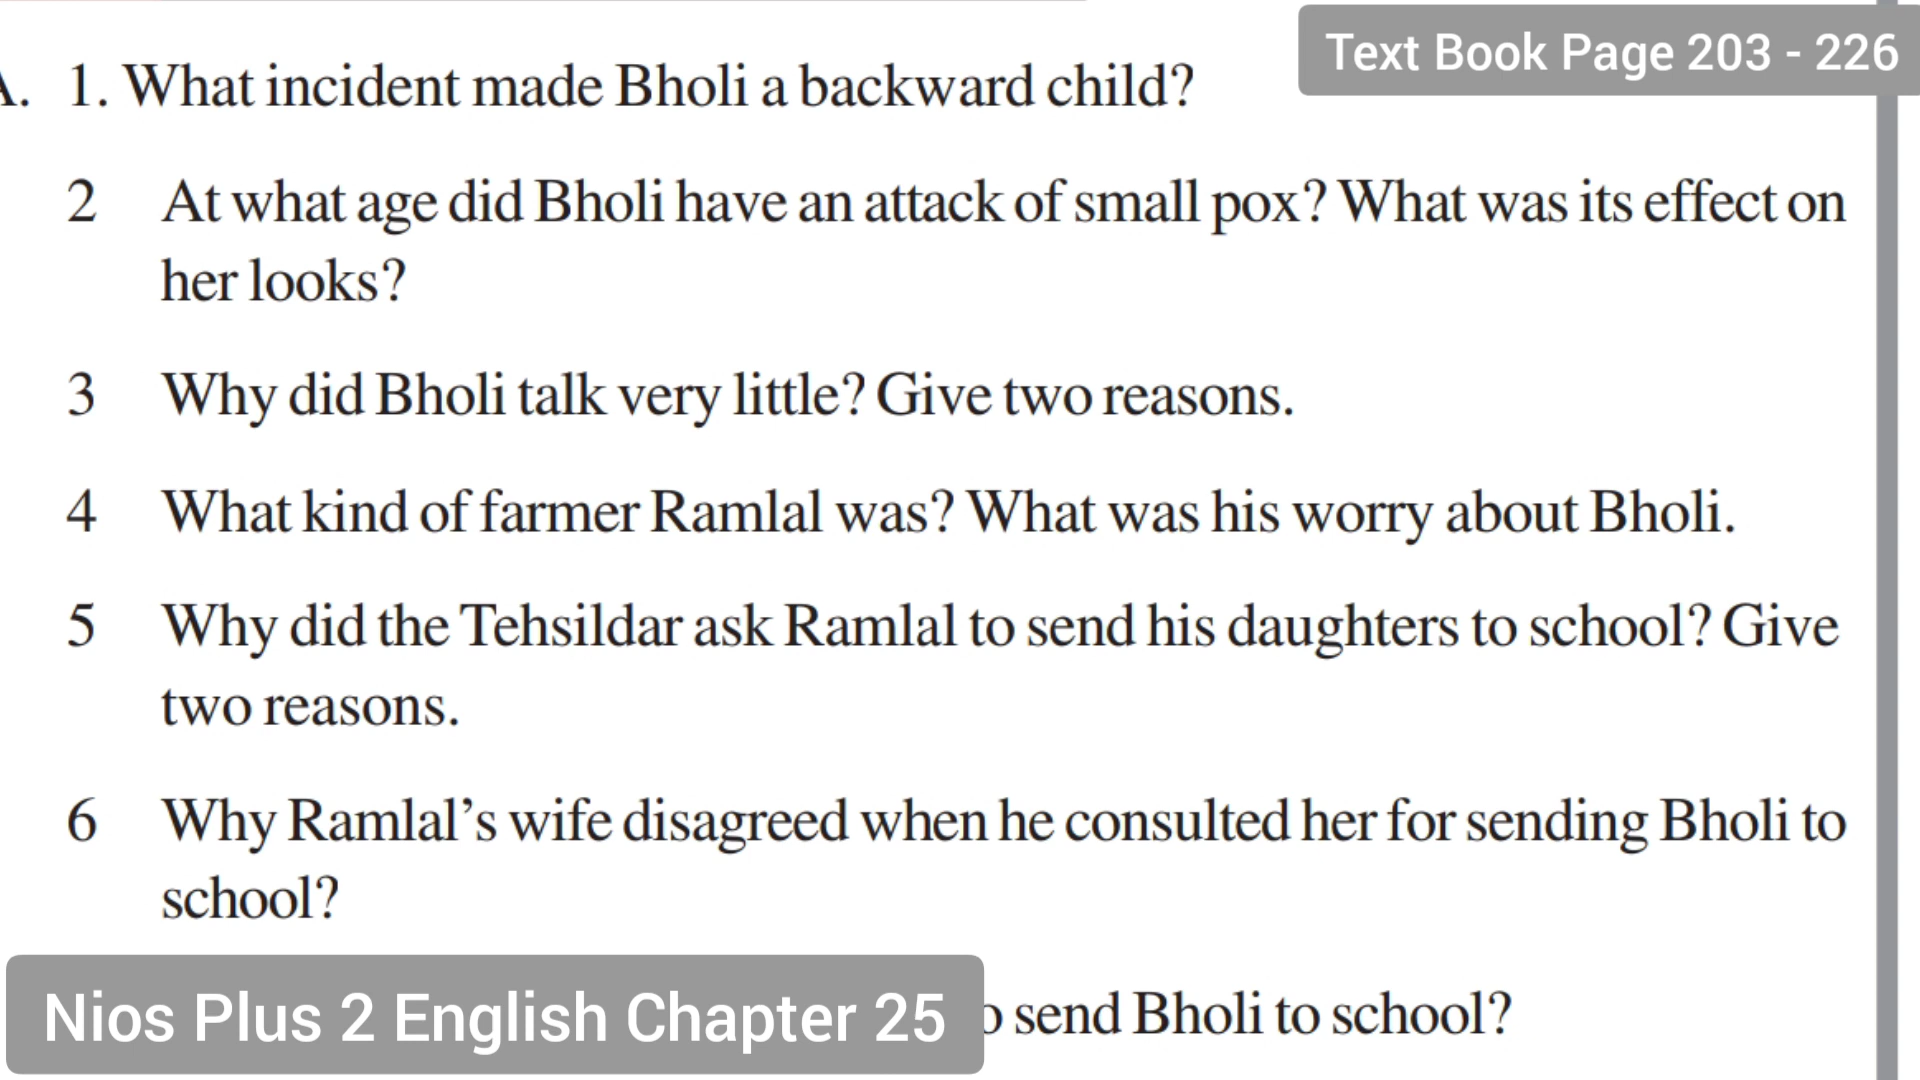 Text Book Page 203 - 226
A. 1. What incident made Bholi a backward child?
2 At what age did Bholi have an attack of small pox? What was its effect on
her looks?
3 Why did Bholi talk very little? Give two reasons.
4 What kind of farmer Ramlal was? What was his worry about Bholi.
5 Why did the Tehsildar ask Ramlal to send his daughters to school? Give
two reasons.
6 Why Ramlal’s wife disagreed when he consulted her for sending Bholi to
school?
send Bholi to school?
Nios Plus 2 English Chapter 25